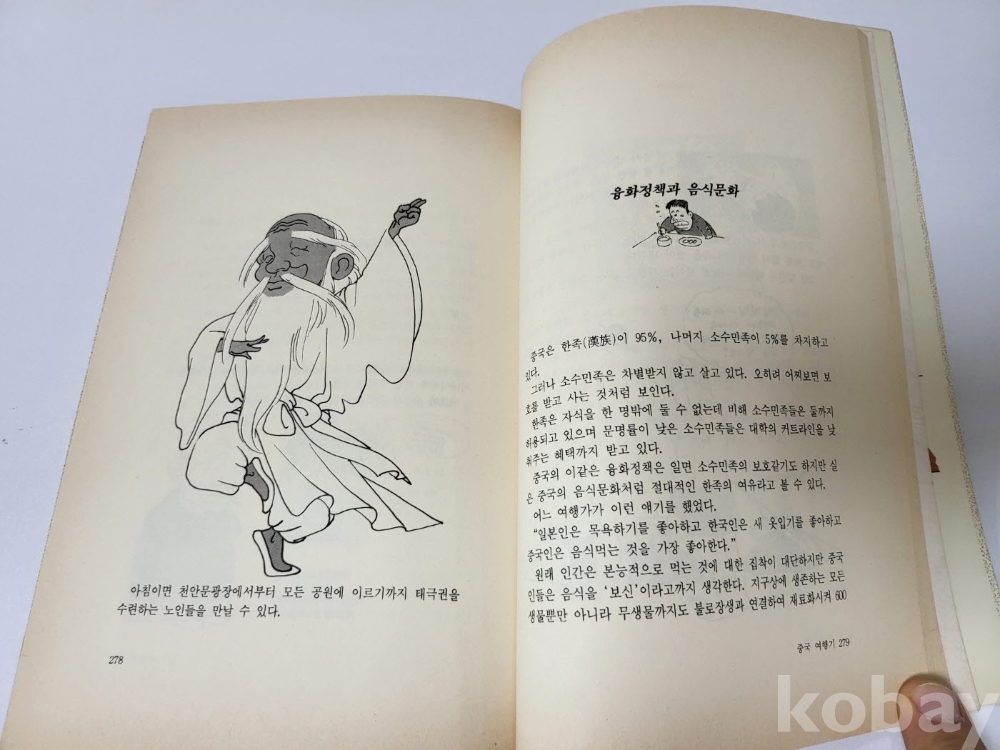 아침이면 천안문광장에서부터 모든 공원에 이르기까지 태극권을
수련하는 노인들을 만날 수 있다.
278
융화정책과 음식문화
중국은 한족(漢族)이 95%, 나머지 소수민족이 5%를 차지하고
있다.
그러나 소수민족은 차별받지 않고 살고 있다. 오히려 어찌보면 보
호를 받고 사는 것처럼 보인다.
한족은 자식을 한 명밖에 둘 수 없는데 비해 소수민족들은 둘까지
허용되고 있으며 문명률이 낮은 소수민족들은 대학의 커트라인을 낮
춰주는 혜택까지 받고 있다.
중국의 이같은 융화정책은 일면 소수민족의 보호같기도 하지만 실
은 중국의 음식문화처럼 절대적인 한족의 여유라고 볼 수 있다.
어느 여행가가 이런 얘기를 했었다.
"일본인은 목욕하기를 좋아하고 한국인은 새 옷입기를 좋아하고
중국인은 음식먹는 것을 가장 좋아한다."
원래 인간은 본능적으로 먹는 것에 대한 집착이 대단하지만 중국
인들은 음식을 '보신'이라고까지 생각한다. 지구상에 생존하는 모든
생물뿐만 아니라 무생물까지도 불로장생과 연결하여 재료화시켜 600
중국 여행기 279
kobay